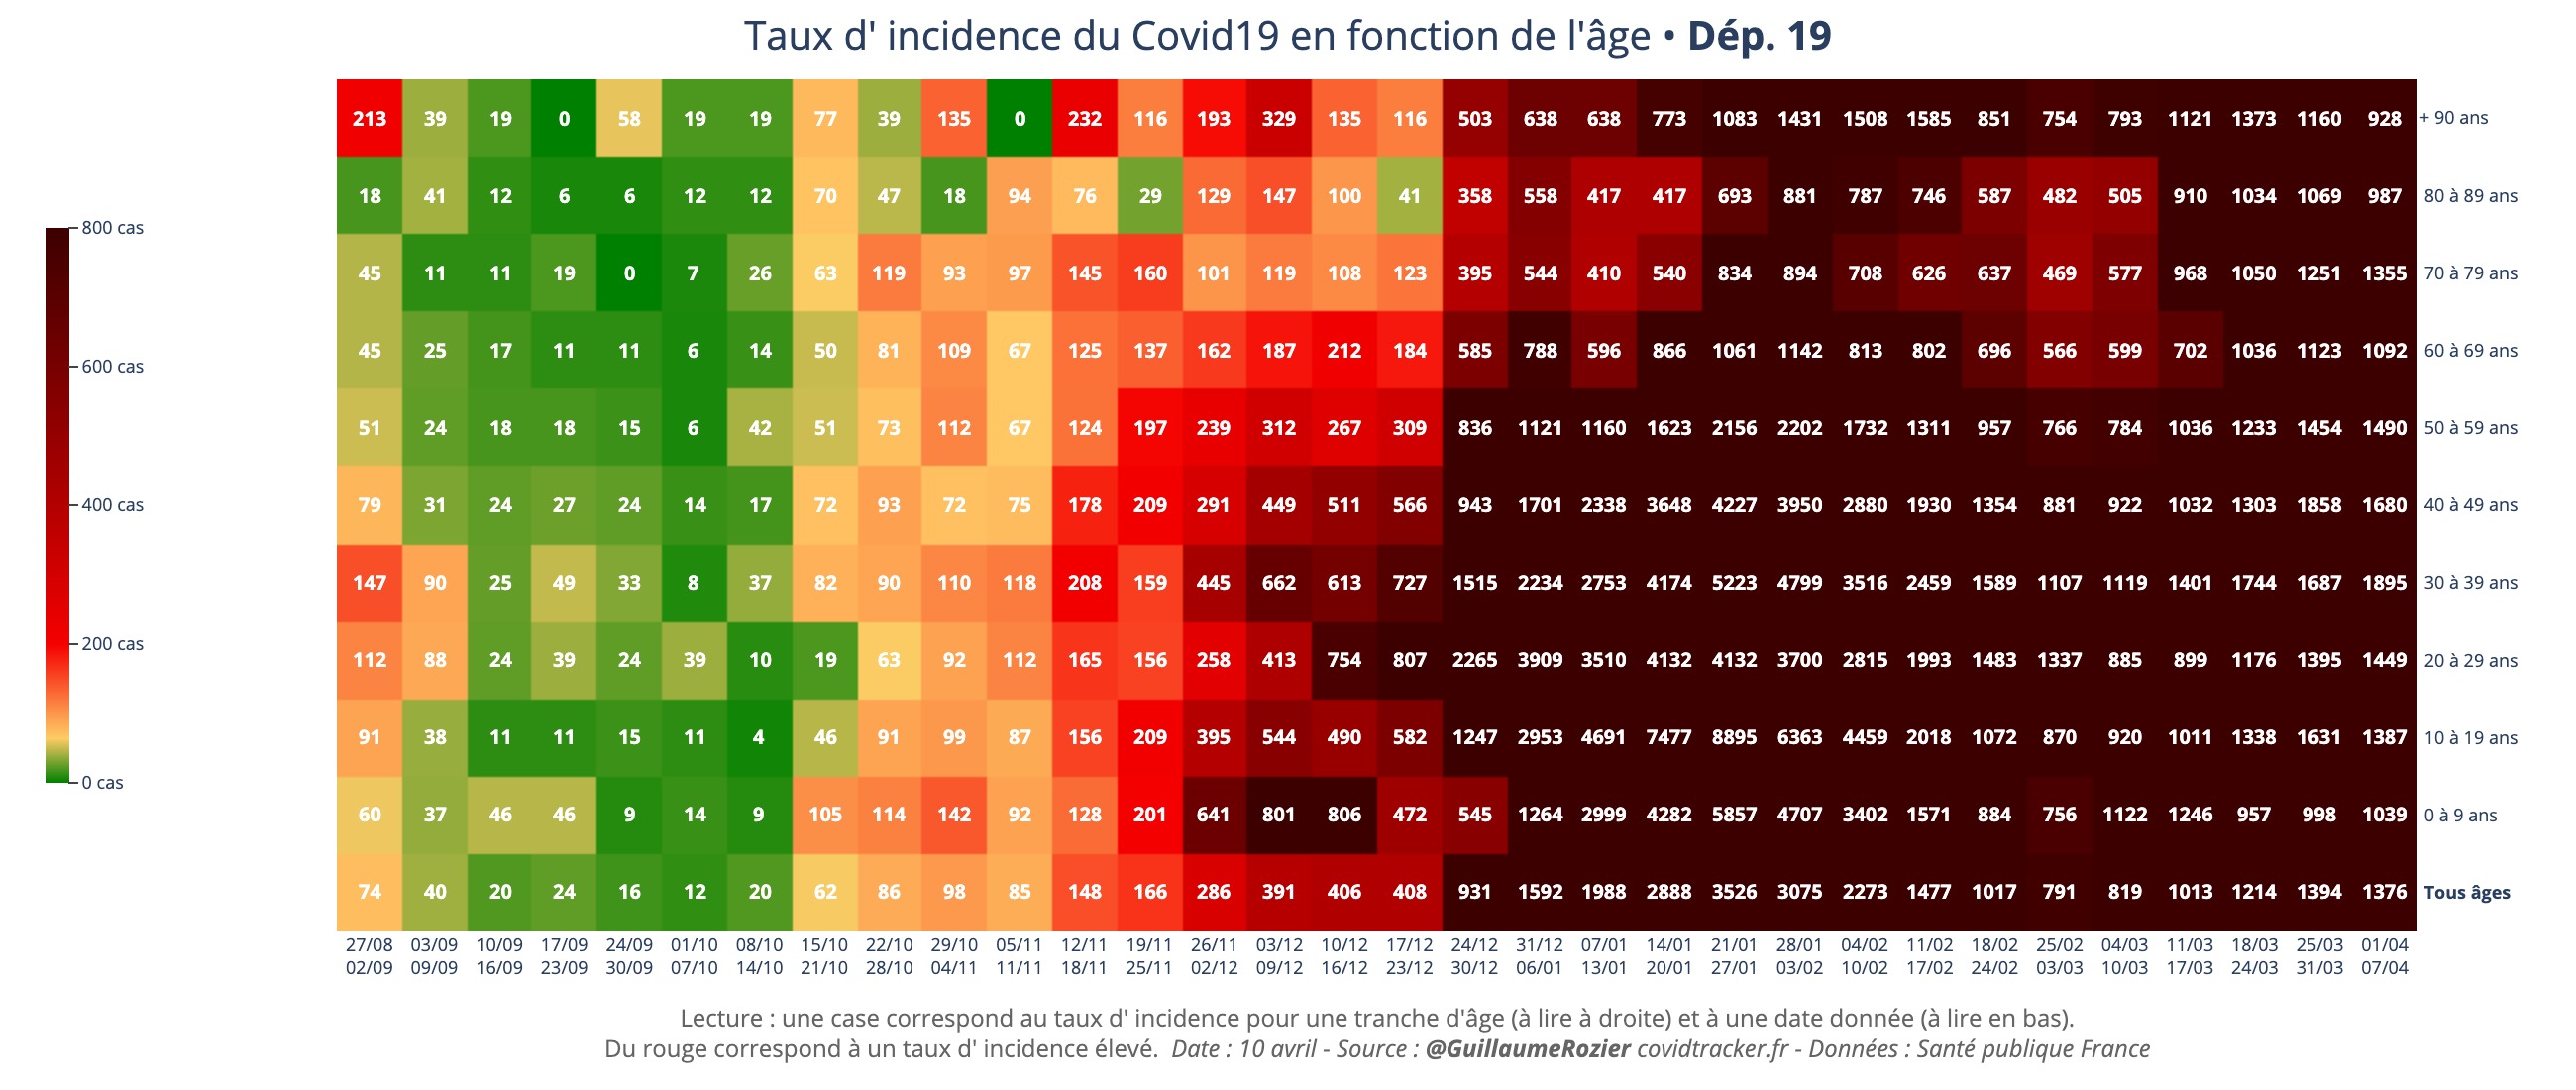 Taux d' incidence du Covid19 en fonction de l'âge • Dép. 19
213 39 19 0 58 19 19 77 39 135 0 232 116 193 329 135 116 503 638 638 773 1083 1431 1508 1585 851 754 793 1121 1373 1160 928 + 90 ans
18 41 12 6 6 12 12 70 47 18 94 76 29 129 147 100 41 358 558 417 417 693 881 787 746 587 482 505 910 1034 1069 987 80 à 89 ans
800 cas
45 11 11 19 0 7 26 63 119 93 97 145 160 101 119 108 123 395 544 410 540 834 894 708 626 637 469 577 968 1050 1251 1355 70 à 79 ans
45 25 17 11 11 6 14 50 81 109 67 125 137 162 187 212 184 585 788 596 866 1061 1142 813 802 696 566 599 702 1036 1123 1092 60 à 69 ans
600 cas
51 24 18 18 15 6 42 51 73 112 67 124 197 239 312 267 309 836 1121 1160 1623 2156 2202 1732 1311 957 766 784 1036 1233 1454 1490 50 à 59 ans
400 cas
79 31 24 27 24 14 17 72 93 72 75 178 209 291 449 511 566 943 1701 2338 3648 4227 3950 2880 1930 1354 881 922 1032 1303 1858 1680 40 à 49 ans
147 90 25 49 33 8 37 82 90 110 118 208 159 445 662 613 727 1515 2234 2753 4174 5223 4799 3516 2459 1589 1107 1119 1401 1744 1687 1895 30 à 39 ans
200 cas
112 88 24 39 24 39 10 19 63 92 112 165 156 258 413 754 807 2265 3909 3510 4132 4132 3700 2815 1993 1483 1337 885 899 1176 1395 1449 20 à 29 ans
91 38 11 11 15 11 4 46 91 99 87 156 209 395 544 490 582 1247 2953 4691 7477 8895 6363 4459 2018 1072 870 920 1011 1338 1631 1387 10 à 19 ans
0 cas
60 37 46 46 9 14 9 105 114 142 92 128 201 641 801 806 472 545 1264 2999 4282 5857 4707 3402 1571 884 756 1122 1246 957 998 1039 0 à 9 ans
74 40 20 24 16 12 20 62 86 98 85 148 166 286 391 406 408 931 1592 1988 2888 3526 3075 2273 1477 1017 791 819 1013 1214 1394 1376 Tous âges
27/08 03/09 10/09 17/09 24/09 01/10 08/10 15/10 22/10 29/10 05/11 12/11 19/11 26/11 03/12 10/12 17/12 24/12 31/12 07/01 14/01 21/01 28/01 04/02 11/02 18/02 25/02 04/03 11/03 18/03 25/03 01/04
02/09 09/09 16/09 23/09 30/09 07/10 14/10 21/10 28/10 04/11 11/11 18/11 25/11 02/12 09/12 16/12 23/12 30/12 06/01 13/01 20/01 27/01 03/02 10/02 17/02 24/02 03/03 10/03 17/03 24/03 31/03 07/04
Lecture : une case correspond au taux d' incidence pour une tranche d'âge (à lire à droite) et à une date donnée (à lire en bas).
Du rouge correspond à un taux d' incidence élevé. Date : 10 avril - Source : @GuillaumeRozier covidtracker.fr - Données : Santé publique France